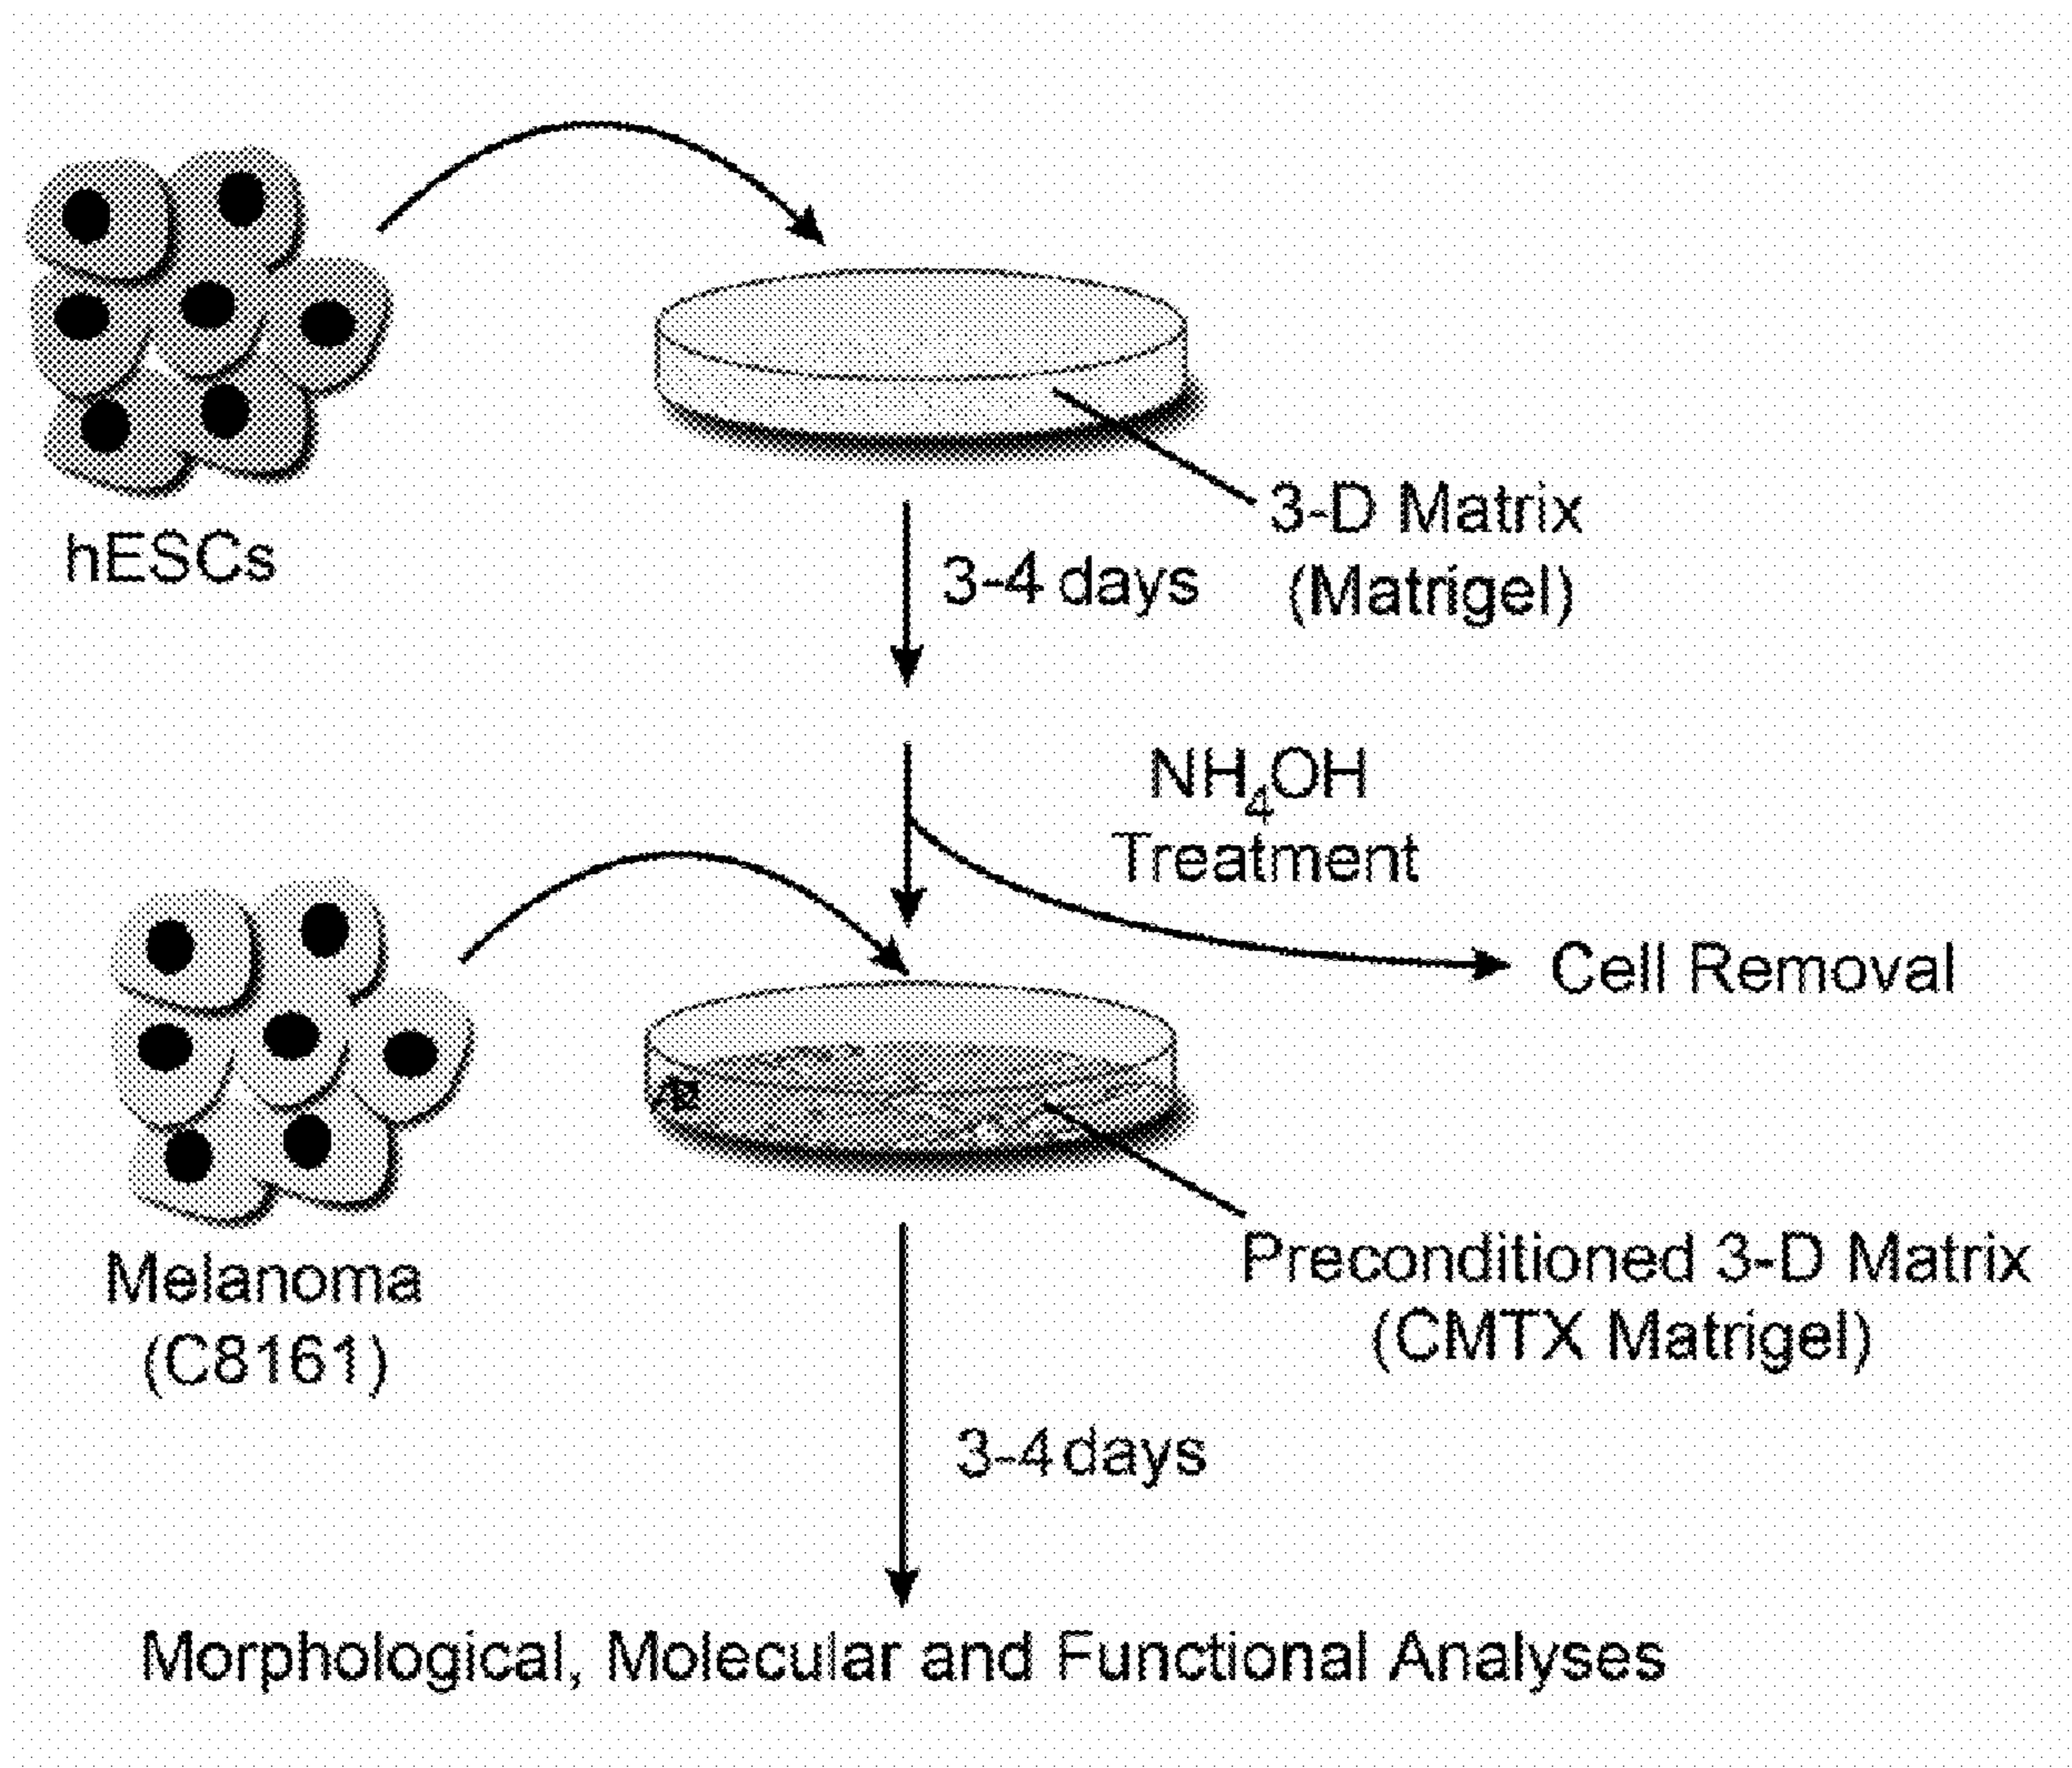 hESCs
3-D Matrix
(Matrigel)
3-4 days
NH₄OH
Treatment
Cell Removal
Melanoma
(C8161)
Preconditioned 3-D Matrix
(CMTX Matrigel)
3-4 days
Morphological, Molecular and Functional Analyses